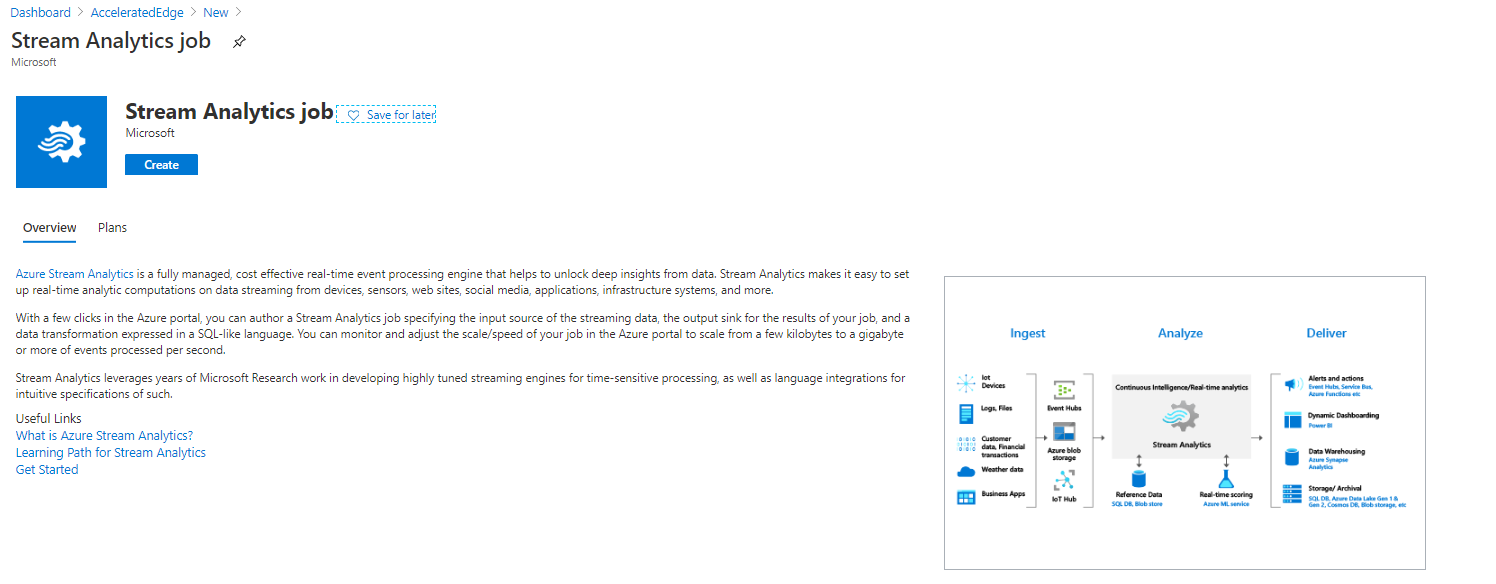 Dashboard > AcceleratedEdge > New >
Stream Analytics job
Microsoft
Stream Analytics job
Save for later
Microsoft
Create
Overview Plans
Azure Stream Analytics is a fully managed, cost effective real-time event processing engine that helps to unlock deep insights from data. Stream Analytics makes it easy to set
up real-time analytic computations on data streaming from devices, sensors, web sites, social media, applications, infrastructure systems, and more.
With a few clicks in the Azure portal, you can author a Stream Analytics job specifying the input source of the streaming data, the output sink for the results of your job, and a
data transformation expressed in a SQL-like language. You can monitor and adjust the scale/speed of your job in the Azure portal to scale from a few kilobytes to a gigabyte
or more of events processed per second.
Stream Analytics leverages years of Microsoft Research work in developing highly tuned streaming engines for time-sensitive processing, as well as language integrations for
intuitive specifications of such.
Useful Links
What is Azure Stream Analytics?
Learning Path for Stream Analytics
Get Started
Ingest
Iot
Devices
Logs, Files
Customer
data, Financial
transactions
Weather data
Business Apps
Event Hubs
Azure blob
storage
IoT Hub
Analyze
Continuous Intelligence/Real-time analytics
Stream Analytics
Reference Data
SQL DB, Blob store
Real-time scoring
Azure ML service
Deliver
Alerts and actions
Event Hubs, Service Bus,
Azure Functions etc
Dynamic Dashboarding
Power BI
Data Warehousing
Azure Synapse
Analytics
Storage/ Archival
SQL DB, Azure Data Lake Gen 1 &
Gen 2, Cosmos DB, Blob storage, etc